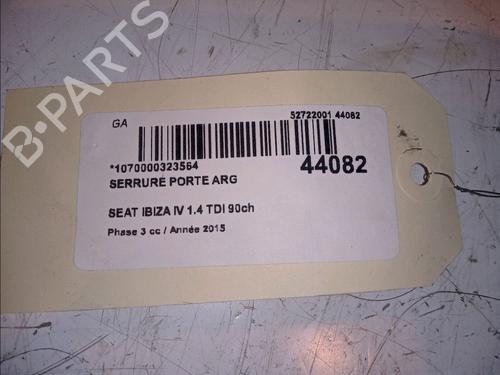 B-PARTS
GA
52722001 44082
*1070000323564
44082
SERRURE PORTE ARG
SEAT IBIZA IV 1.4 TDI 90ch
Phase 3 cc / Année 2015